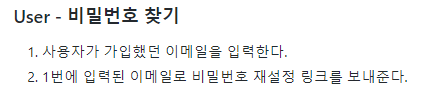 User - 비밀번호 찾기
1. 사용자가 가입했던 이메일을 입력한다.
2. 1번에 입력된 이메일로 비밀번호 재설정 링크를 보내준다.